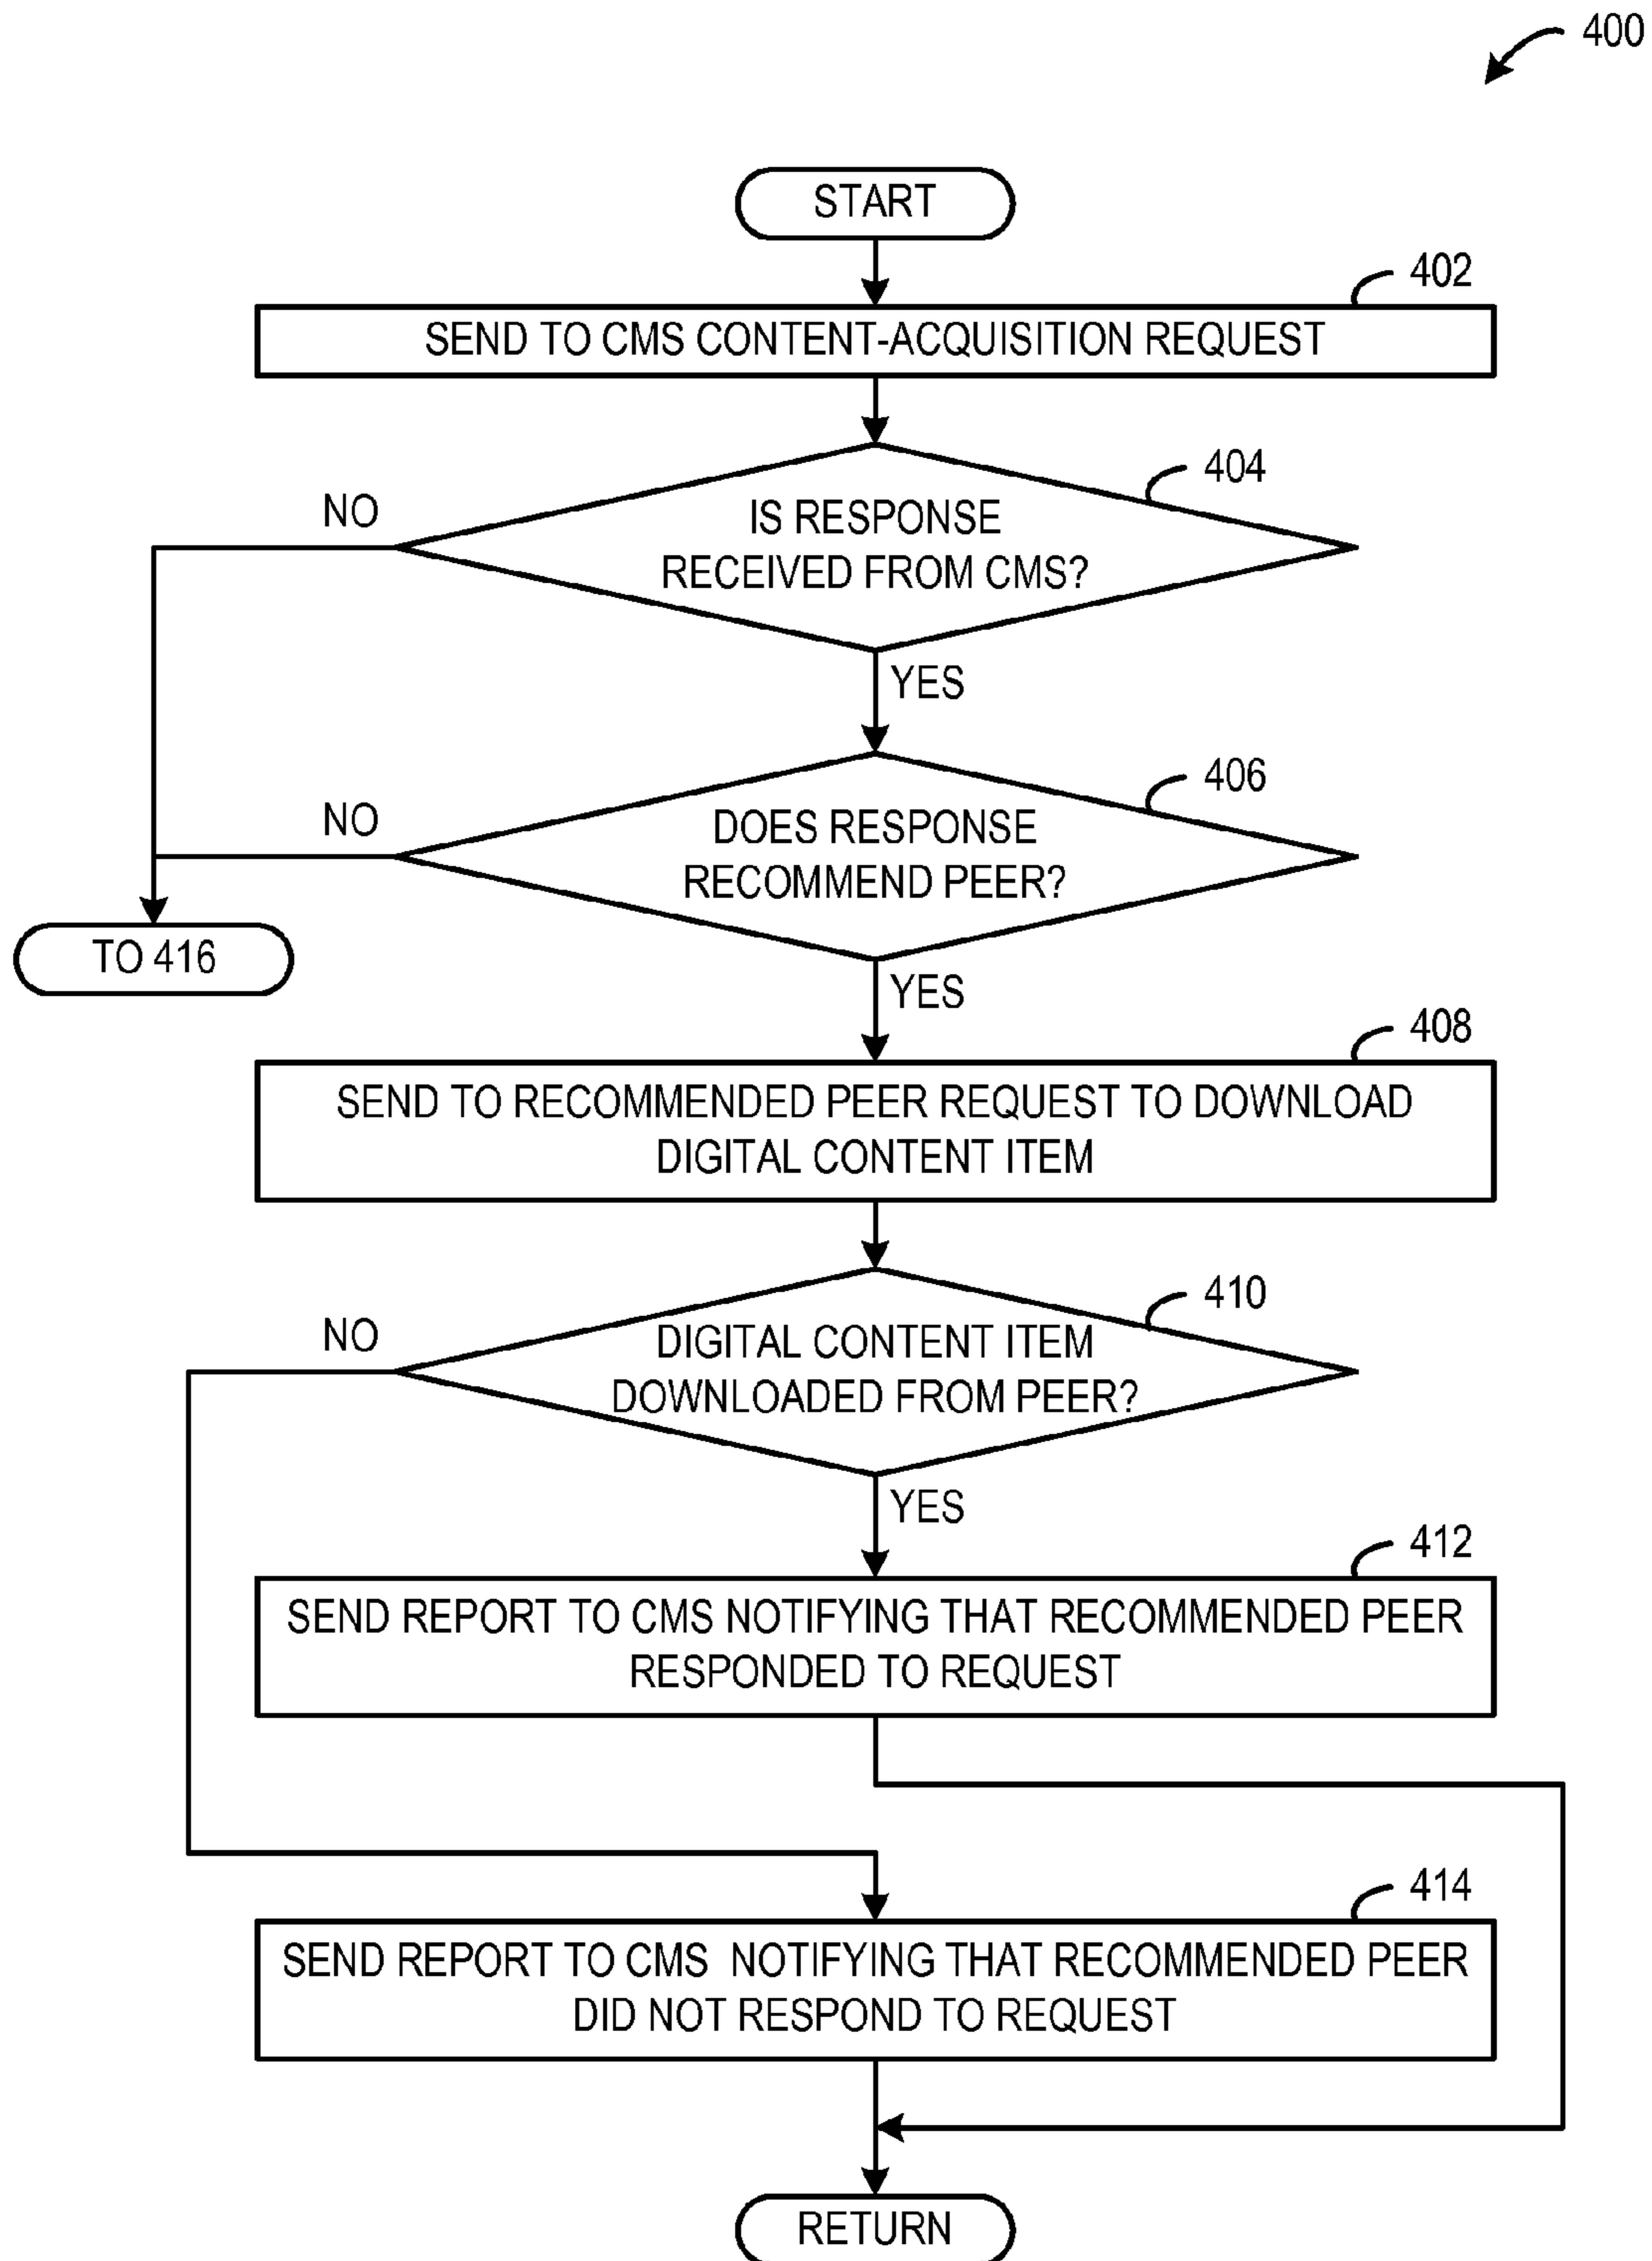 400
START
402
SEND TO CMS CONTENT-ACQUISITION REQUEST
404
NO
IS RESPONSE
RECEIVED FROM CMS?
YES
406
NO
DOES RESPONSE
RECOMMEND PEER?
TO 416
YES
408
SEND TO RECOMMENDED PEER REQUEST TO DOWNLOAD
DIGITAL CONTENT ITEM
410
NO
DIGITAL CONTENT ITEM
DOWNLOADED FROM PEER?
YES
412
SEND REPORT TO CMS NOTIFYING THAT RECOMMENDED PEER
RESPONDED TO REQUEST
414
SEND REPORT TO CMS NOTIFYING THAT RECOMMENDED PEER
DID NOT RESPOND TO REQUEST
RETURN